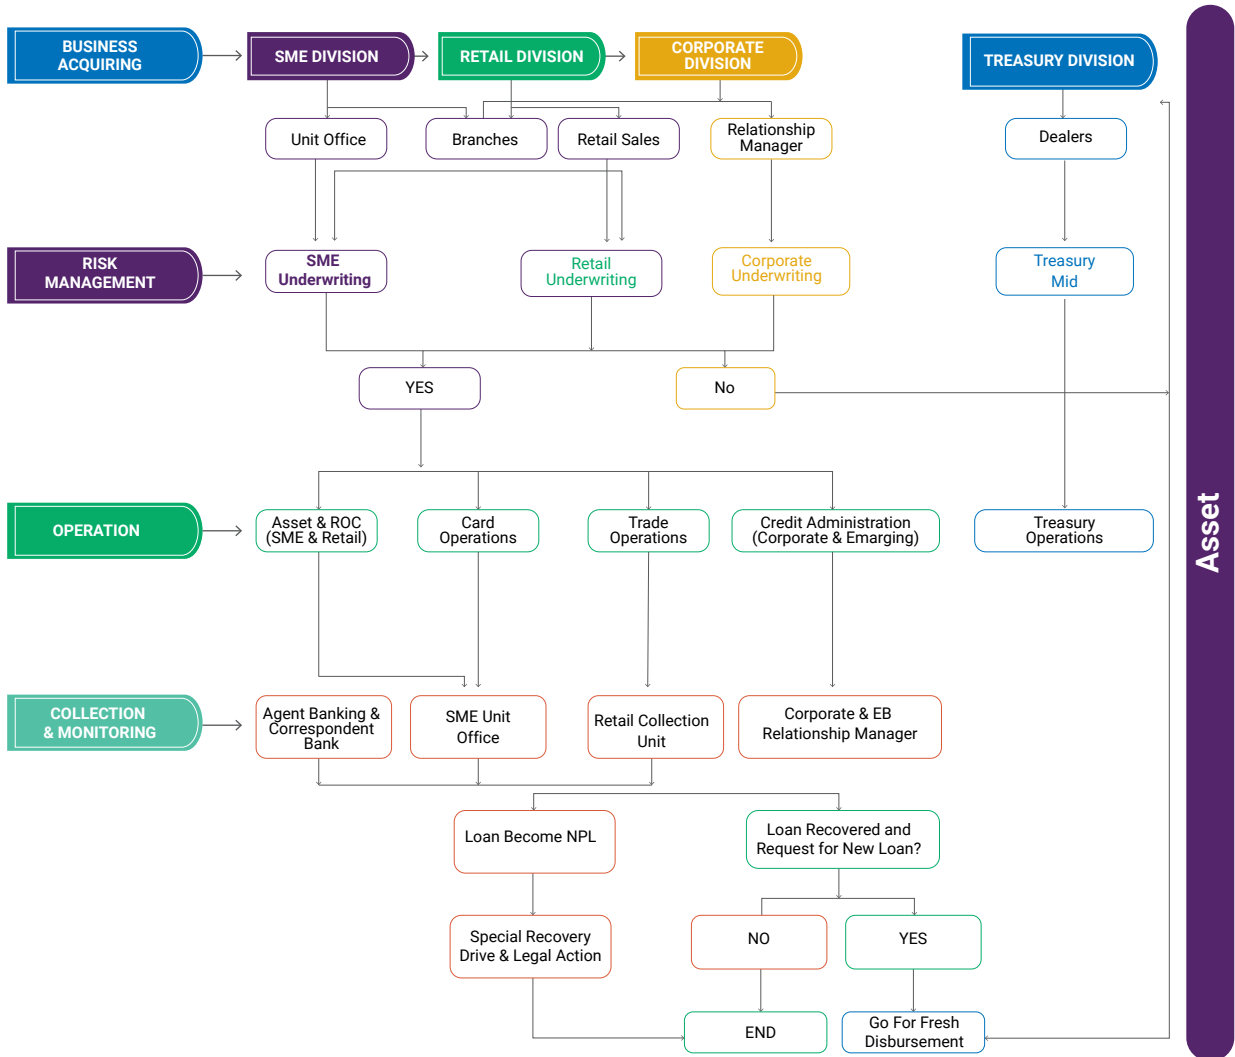 BUSINESS
ACQUIRING
SME DIVISION
RETAIL DIVISION
CORPORATE
DIVISION
TREASURY DIVISION
Unit Office
Branches
Retail Sales
Relationship
Manager
Dealers
RISK
MANAGEMENT
SME
Underwriting
Retail
Underwriting
Corporate
Underwriting
Treasury
Mid
YES
No
OPERATION
Asset & ROC
(SME & Retail)
Card
Operations
Trade
Operations
Credit Administration
(Corporate & Emarging)
Treasury
Operations
Asset
COLLECTION
& MONITORING
Agent Banking &
Correspondent
Bank
SME Unit
Office
Retail Collection
Unit
Corporate & EB
Relationship Manager
Loan Become NPL
Loan Recovered and
Request for New Loan?
Special Recovery
Drive & Legal Action
NO
YES
END
Go For Fresh
Disbursement